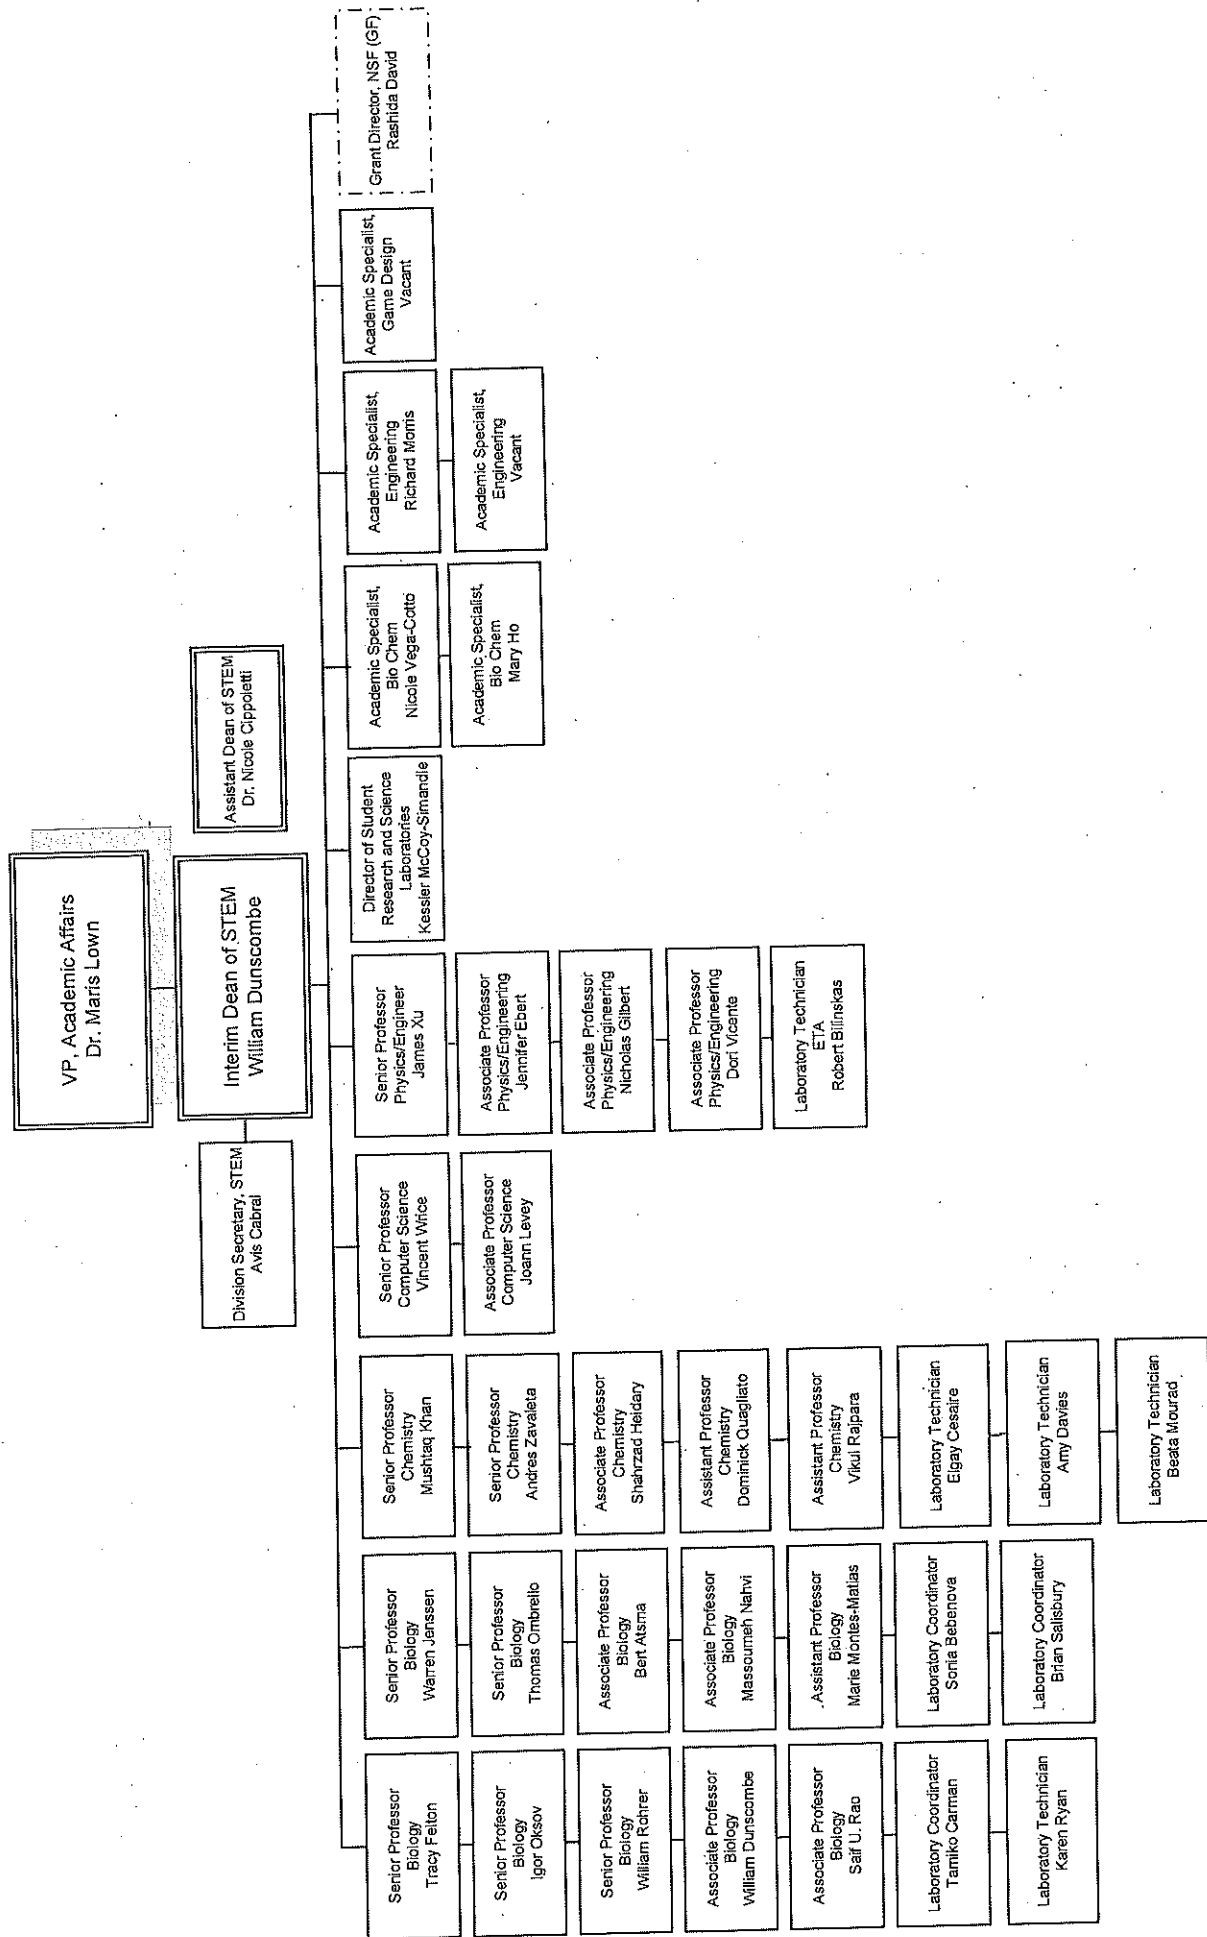 VP, Academic Affairs
Dr. Maris Lown
Interim Dean of STEM
William Dunscombe
Division Secretary, STEM
Avis Cabral
Assistant Dean of STEM
Dr. Nicole Cippoletti
Senior Professor
Biology
Tracy Felton
Senior Professor
Biology
Igor Oksov
Senior Professor
Biology
William Rohrer
Associate Professor
Biology
William Dunscombe
Associate Professor
Biology
Saif U. Rao
Laboratory Coordinator
Tamiko Carman
Laboratory Technician
Karen Ryan
Senior Professor
Biology
Warren Janssen
Senior Professor
Biology
Thomas Ombrello
Associate Professor
Biology
Bert Atsma
Associate Professor
Biology
Massoumeh Nahvi
Assistant Professor
Biology
Marie Montes-Matias
Laboratory Coordinator
Sonia Bebenova
Laboratory Coordinator
Brian Salisbury
Senior Professor
Chemistry
Mushtaq Khan
Senior Professor
Chemistry
Andres Zavaleta
Associate Professor
Chemistry
Shahrzad Heidary
Assistant Professor
Chemistry
Dominick Quagliato
Assistant Professor
Chemistry
Vikul Rajpara
Laboratory Technician
Elgay Cesaire
Laboratory Technician
Amy Davies
Laboratory Technician
Beata Mourad
Senior Professor
Computer Science
Vincent Wrice
Associate Professor
Computer Science
Joann Levey
Senior Professor
Physics/Engineer
James Xu
Associate Professor
Physics/Engineering
Jennifer Ebert
Associate Professor
Physics/Engineering
Nicholas Gilbert
Associate Professor
Physics/Engineering
Dori Vicente
Laboratory Technician
ETA
Robert Bilinskas
Director of Student
Research and Science
Laboratories
Kessler McCoy-Simandle
Academic Specialist,
Bio Chem
Nicole Vega-Cotto
Academic Specialist,
Bio Chem
Mary Ho
Academic Specialist,
Engineering
Richard Morris
Academic Specialist,
Engineering
Vacant
Academic Specialist,
Game Design
Vacant
Grant Director, NSF (GF)
Rashida David